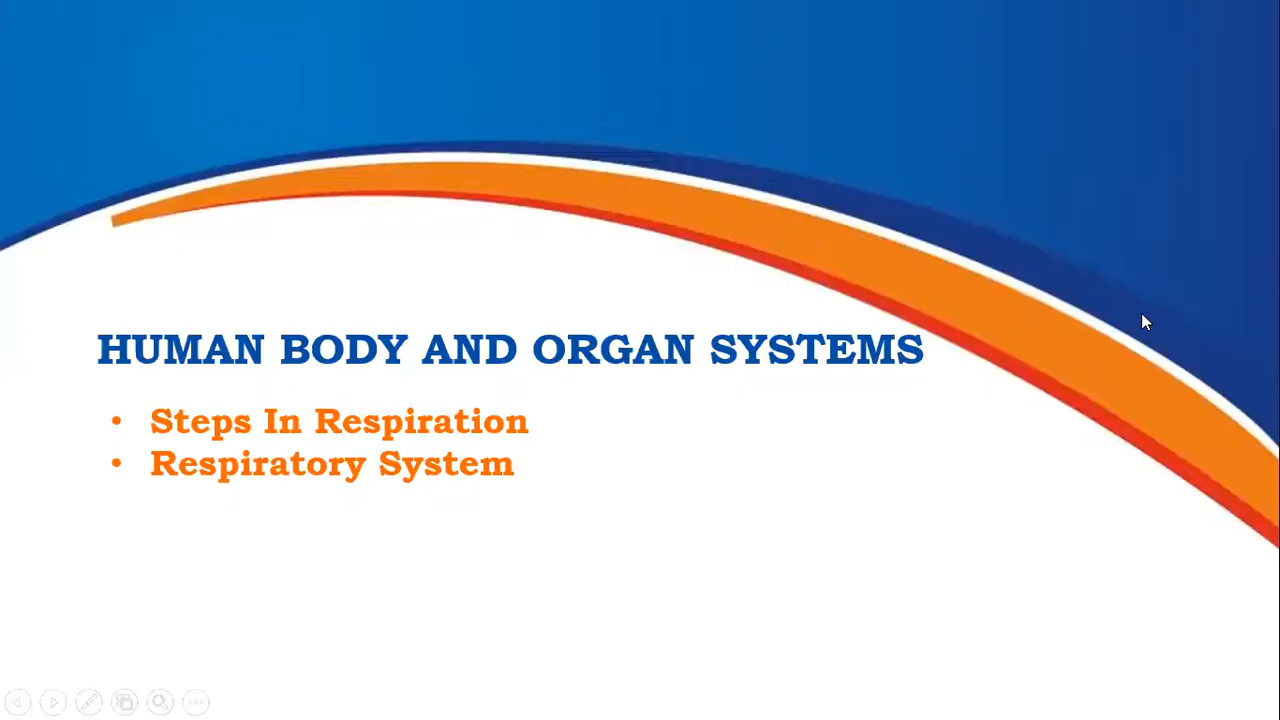 HUMAN BODY AND ORGAN SYSTEMS
• Steps In Respiration
• Respiratory System